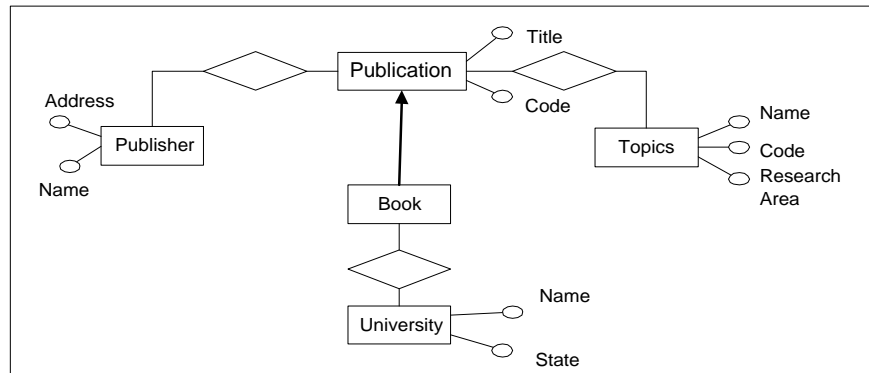 Title
Publication
Code
Address
Publisher
Name
Name
Topics
Code
Research
Area
Book
Name
University
State